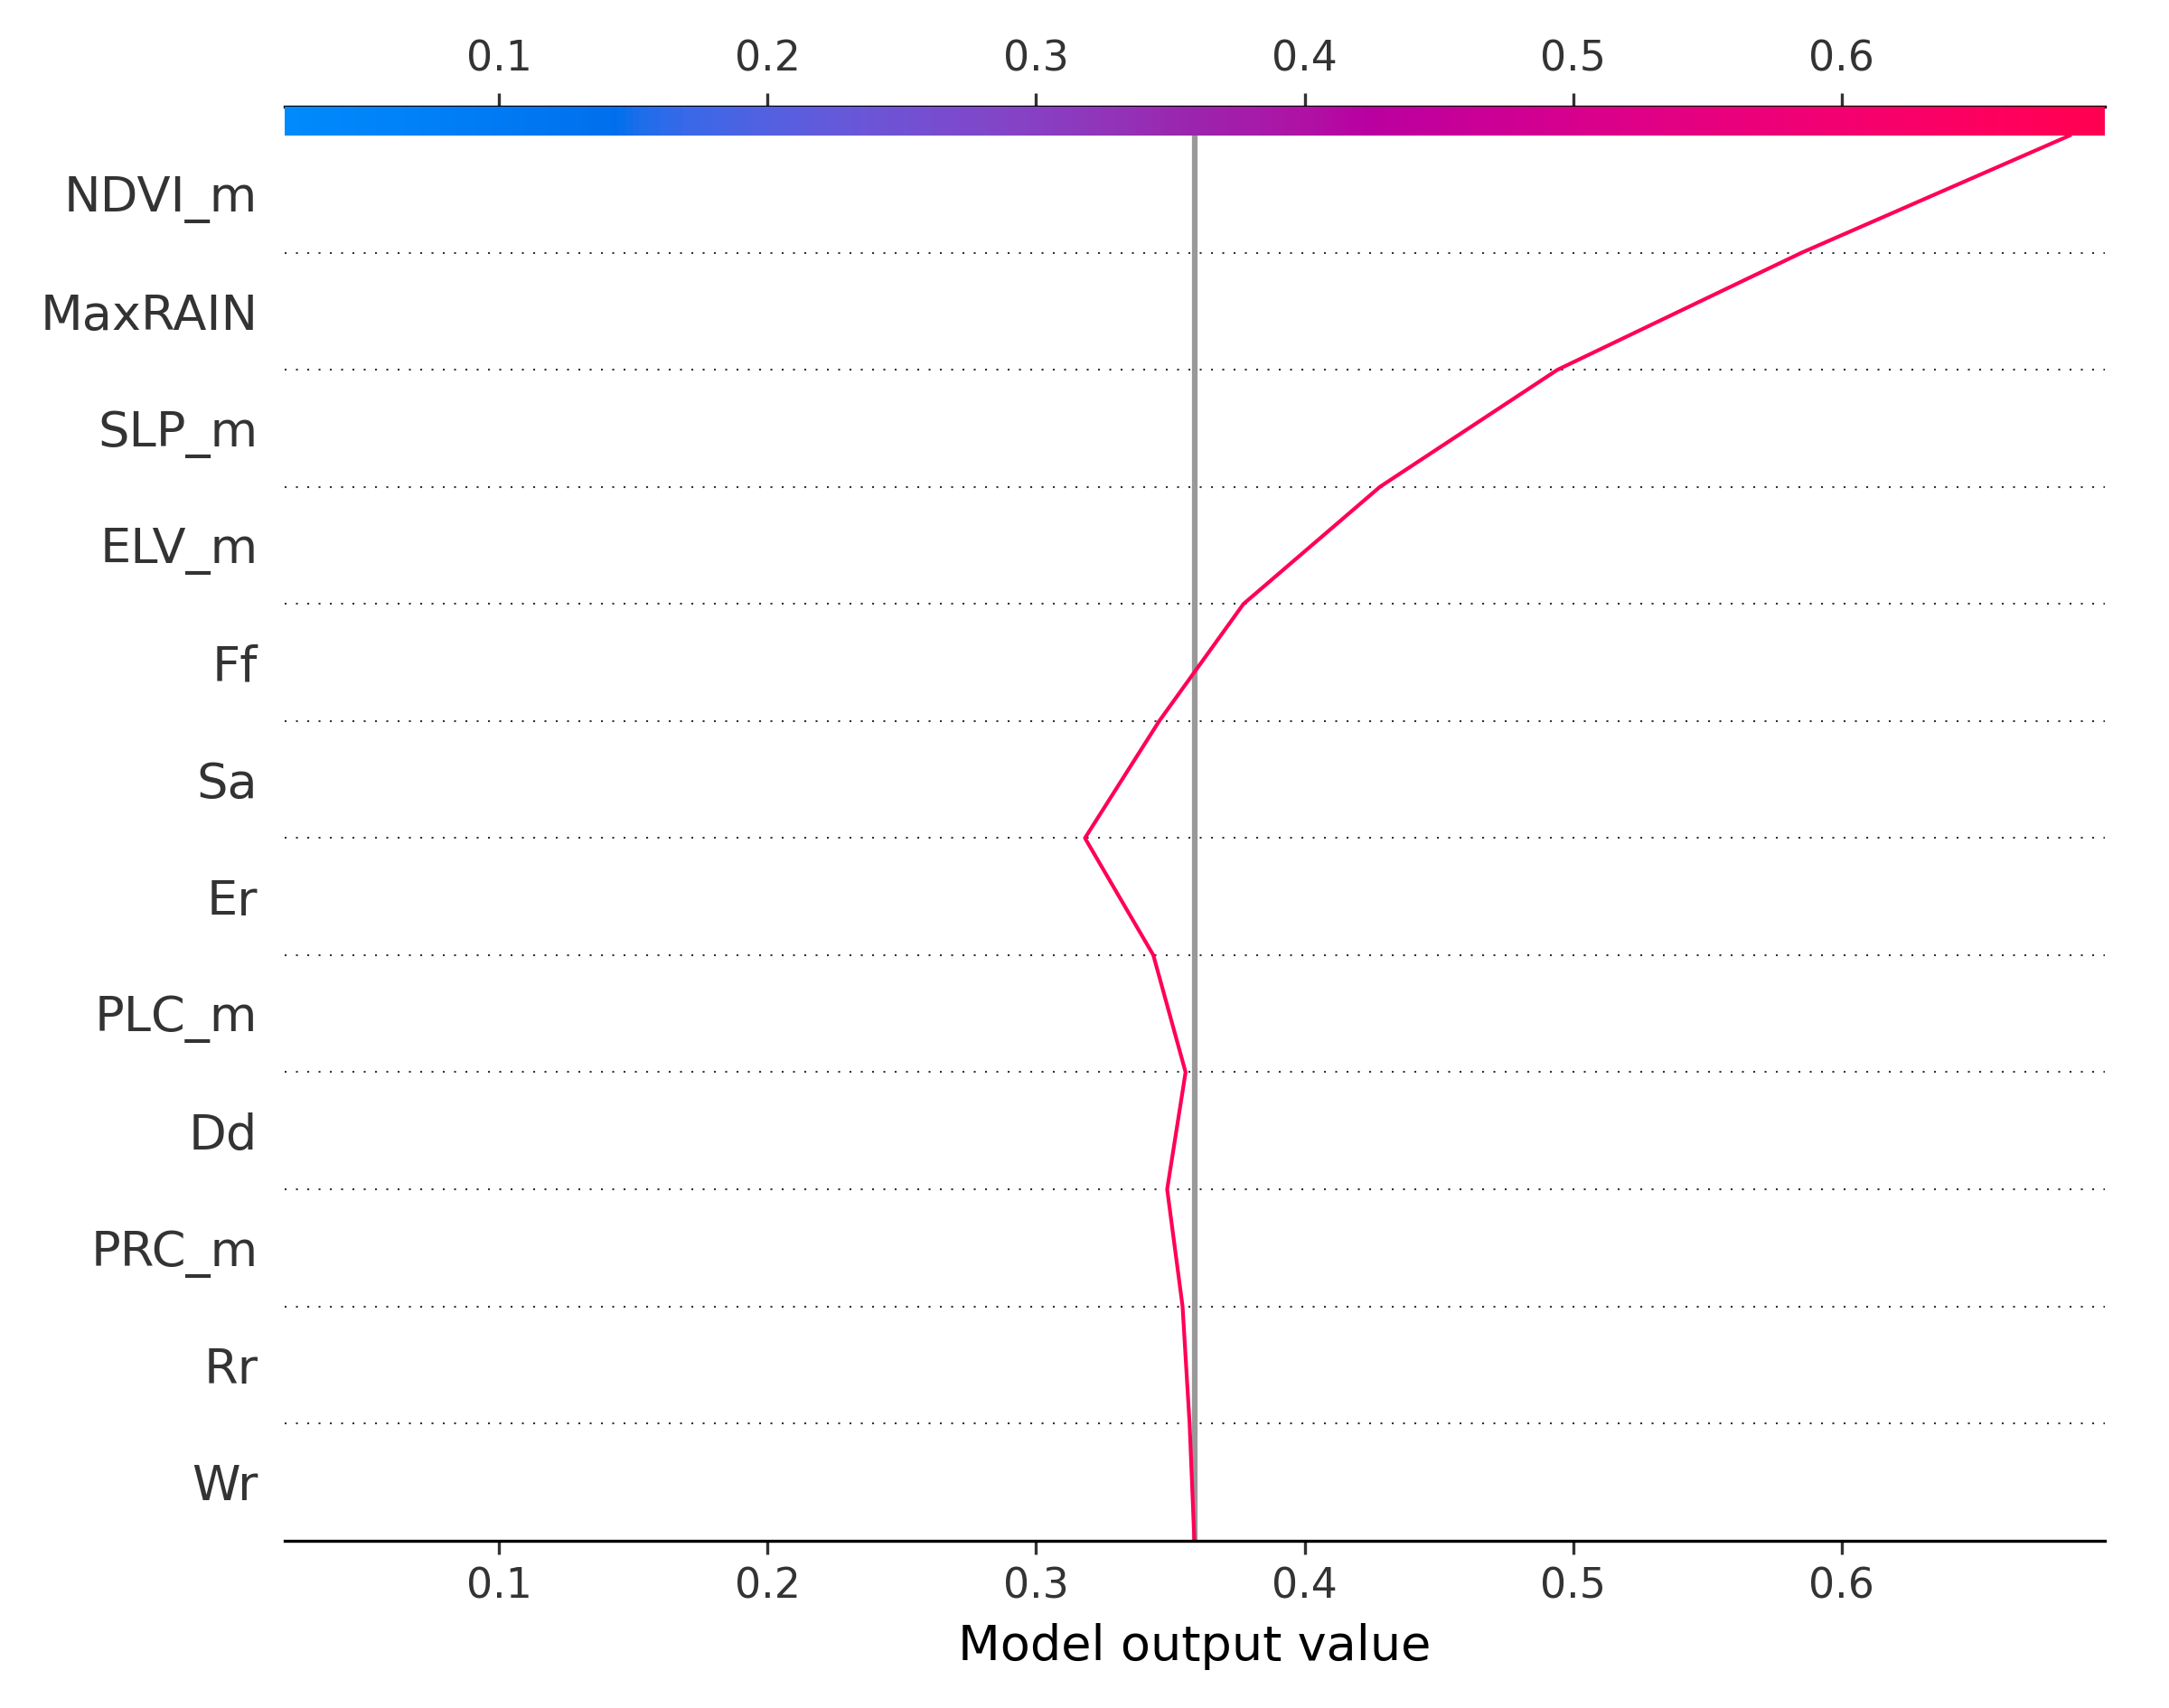 0.1 0.2 0.3 0.4 0.5 0.6
NDVI_m
MaxRAIN
SLP_m
ELV_m
Ff
Sa
Er
PLC_m
Dd
PRC_m
Rr
Wr
0.1 0.2 0.3 0.4 0.5 0.6
Model output value